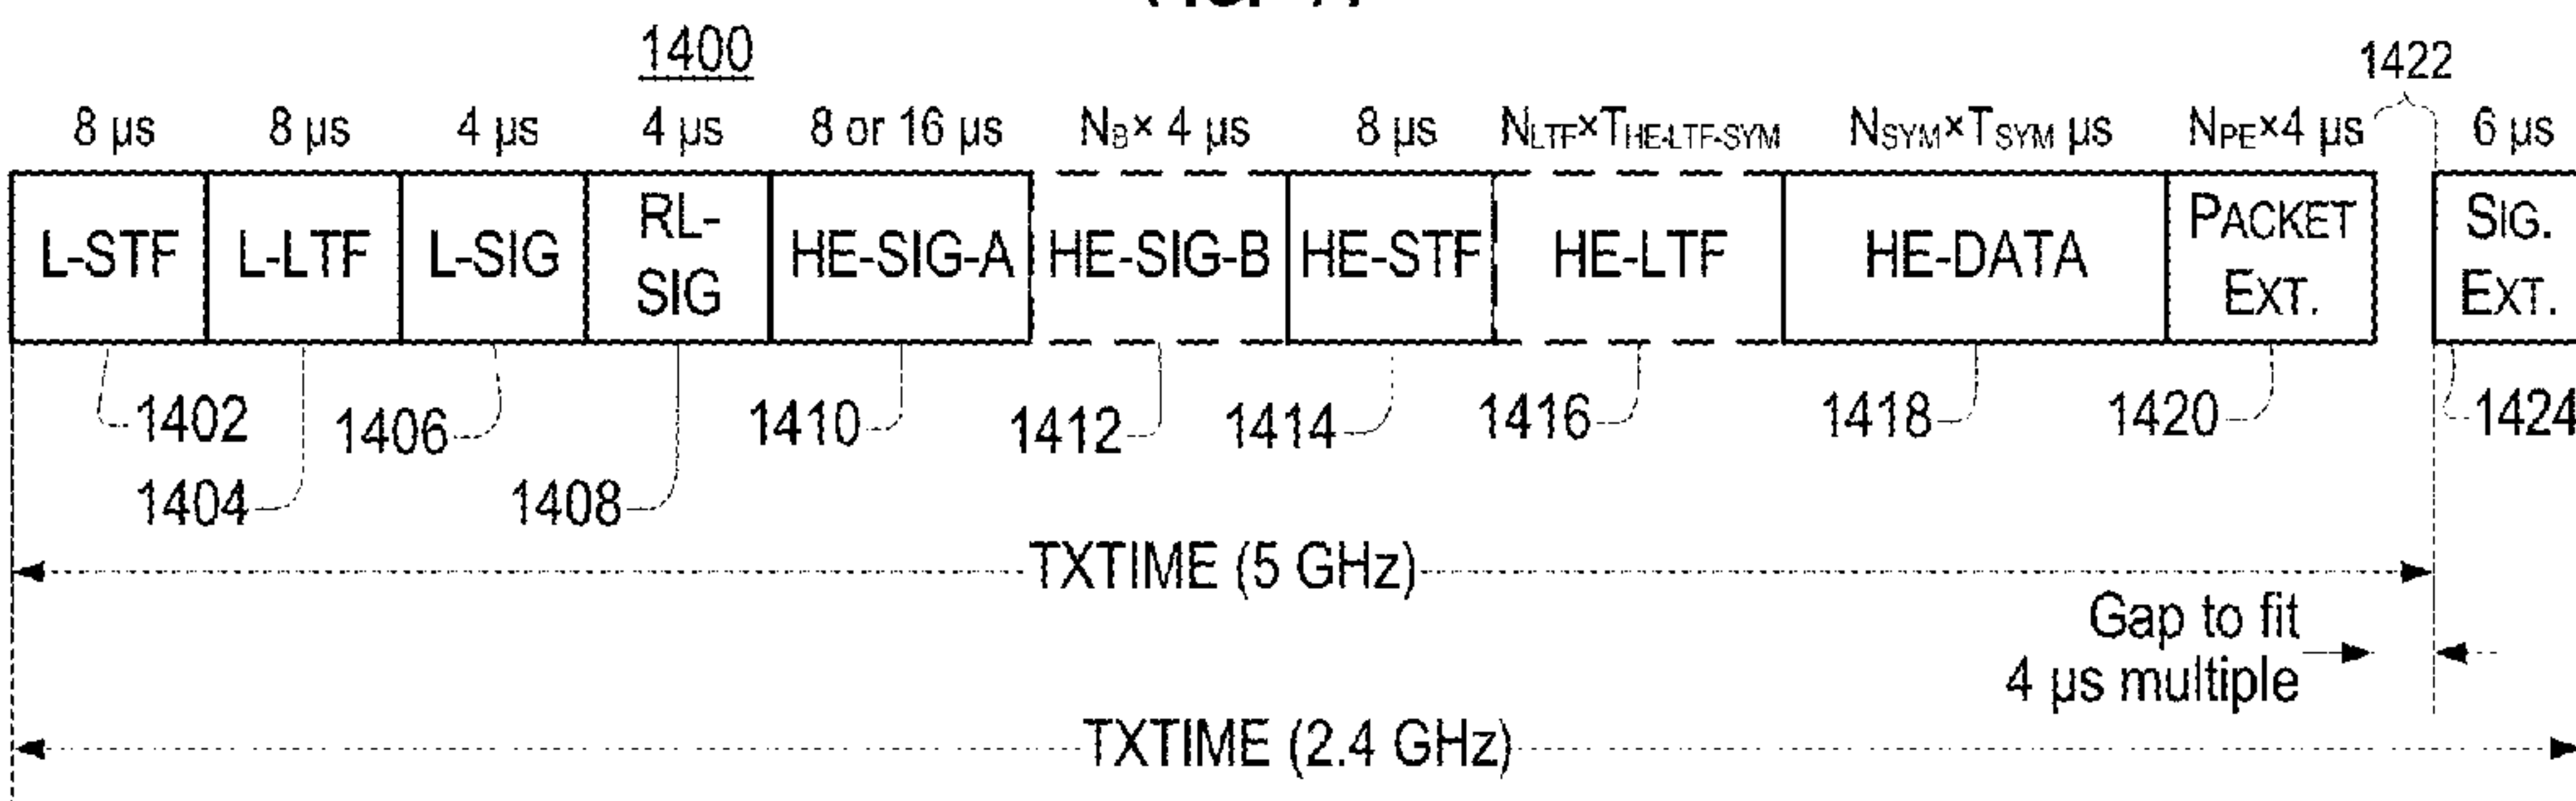 1400
1422
8 µs 8 µs 4 µs 4 µs 8 or 16 µs NB× 4 µs 8 µs NLTF×THE-LTF-SYM NSYM×TSYM µs NPE×4 µs 6 µs
L-STF L-LTF L-SIG RL-SIG HE-SIG-A HE-SIG-B HE-STF HE-LTF HE-DATA PACKET EXT. SIG. EXT.
1402 1406 1410 1412 1414 1416 1418 1420 1424
1404 1408
TXTIME (5 GHz)
Gap to fit
4 µs multiple
TXTIME (2.4 GHz)